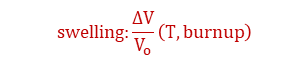 swelling: ΔV/V₀ (T, burnup)